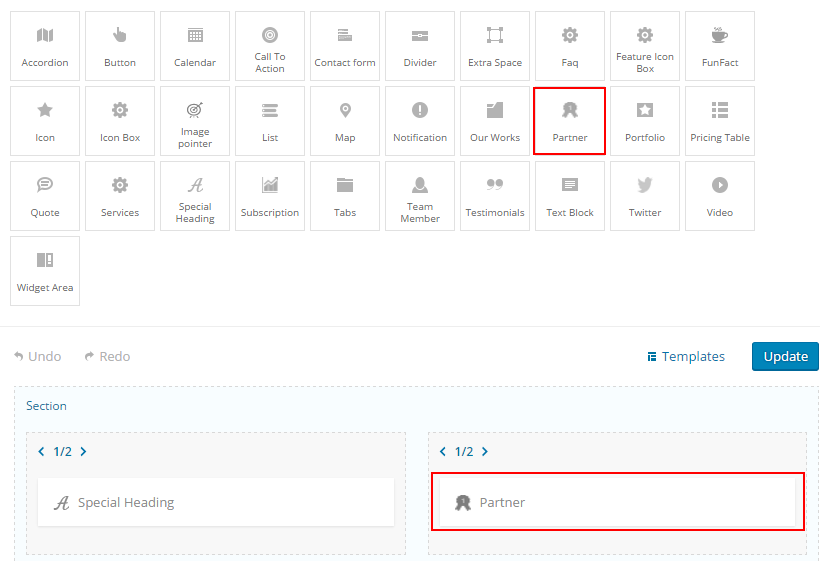 Accordion
Button
Calendar
Call To
Action
Contact form
Divider
Extra Space
Faq
Feature Icon
Box
FunFact
Icon
Icon Box
Image
pointer
List
Map
Notification
Our Works
Partner
Portfolio
Pricing Table
Quote
Services
Special
Heading
Subscription
Tabs
Team
Member
Testimonials
Text Block
Twitter
Video
Widget Area
Undo
Redo
Templates
Update
Section
1/2
1/2
Special Heading
Partner